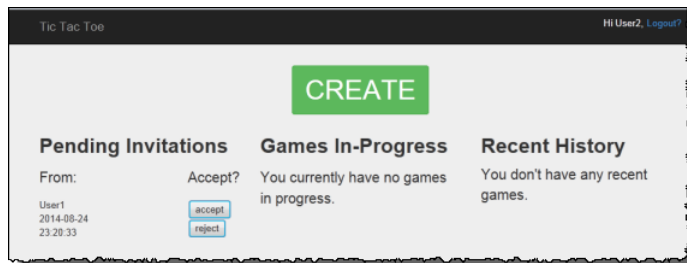 Tic Tac Toe
Hi User2, Logout?
CREATE
Pending Invitations
From: Accept?
User1
2014-08-24
23:20:33
accept
reject
Games In-Progress
You currently have no games
in progress.
Recent History
You don't have any recent
games.